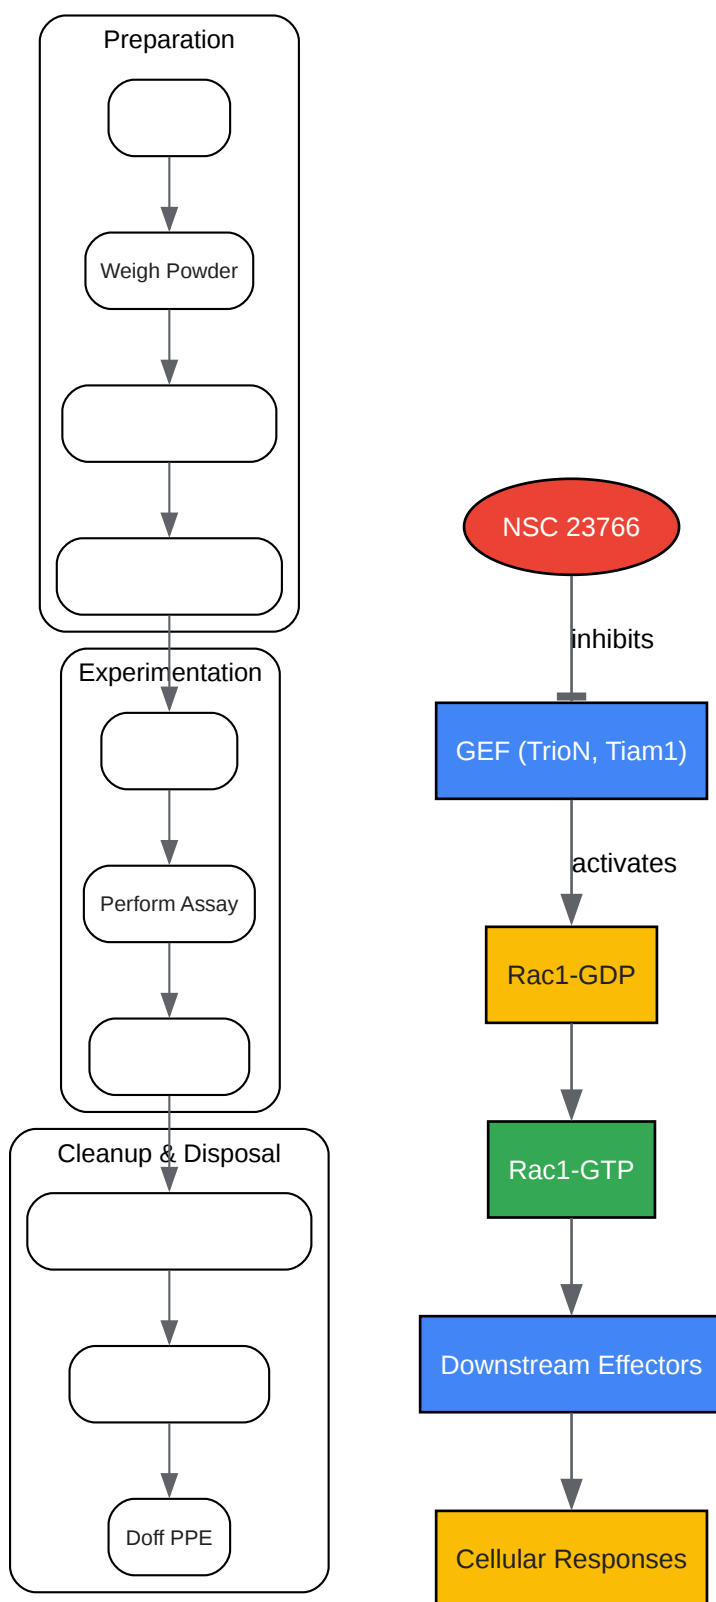 Preparation
Weigh Powder
Experimentation
Perform Assay
Cleanup & Disposal
Doff PPE
NSC 23766
inhibits
GEF (TrioN, Tiam1)
activates
Rac1-GDP
Rac1-GTP
Downstream Effectors
Cellular Responses